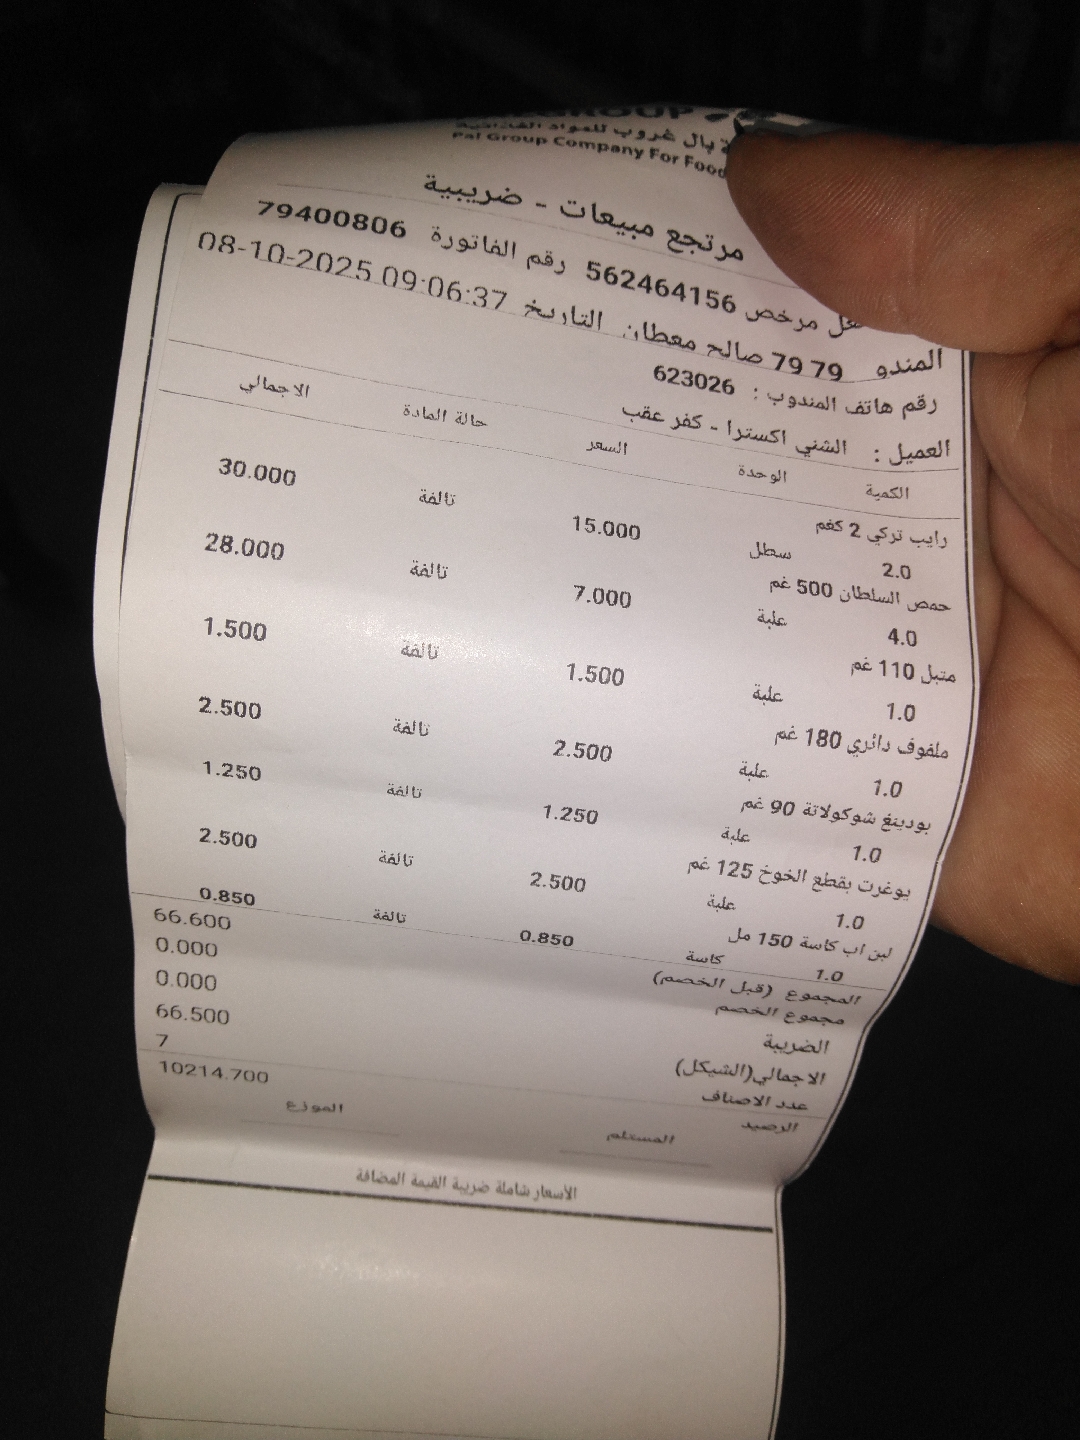 GROUP
بال غروب للمواد الغذائية
Pal Group Company For Food
مرتجع مبيعات - ضريبية
مرخص 562464156 رقم الفاتورة 79400806
المندو 79 79 صالح معطان التاريخ 08-10-2025 09:06:37
رقم هاتف المندوب : 623026
العميل : الشني اكسترا - كفر عقب
الكمية الوحدة السعر حالة المادة الاجمالي
رايب تركي 2 كغم
2.0 سطل 15.000 تالفة 30.000
حمص السلطان 500 غم
4.0 علبة 7.000 تالفة 28.000
متبل 110 غم
1.0 علبة 1.500 تالفة 1.500
ملفوف دائري 180 غم
1.0 علبة 2.500 تالفة 2.500
بودينغ شوكولاتة 90 غم
1.0 علبة 1.250 تالفة 1.250
يوغرت بقطع الخوخ 125 غم
1.0 علبة 2.500 تالفة 2.500
لبن اب كاسة 150 مل
1.0 كاسة 0.850 تالفة 0.850
المجموع (قبل الخصم) 66.600
مجموع الخصم 0.000
الضريبة 0.000
الاجمالي(الشيكل) 66.500
عدد الاصناف 7
الرصيد 10214.700
المستلم الموزع
الأسعار شاملة ضريبة القيمة المضافة